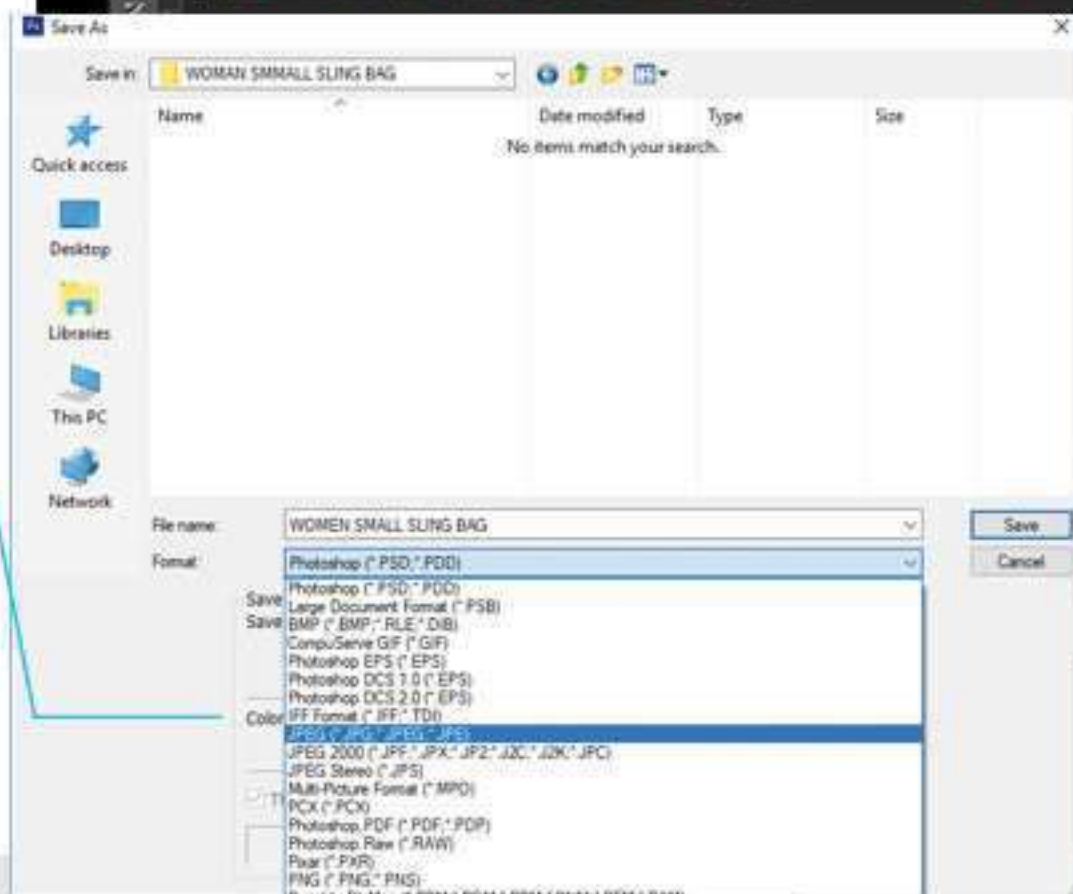 Save As
Save in: WOMAN SMMALL SLING BAG
Name Date modified Type Size
No items match your search.
Quick access
Desktop
Libraries
This PC
Network
File name: WOMEN SMALL SLING BAG Save
Format: Photoshop (*.PSD;*.PDD) Cancel
Photoshop (*.PSD;*.PDD)
Save Large Document Format (*.PSB)
Save BMP (*.BMP;*.RLE;*.DIB)
CompuServe GIF (*.GIF)
Photoshop EPS (*.EPS)
Photoshop DCS 1.0 (*.EPS)
Photoshop DCS 2.0 (*.EPS)
Color IFF Format (*.IFF;*.TDI)
JPEG (*.JPG;*.JPEG;*.JPE)
JPEG 2000 (*.JPF;*.JPX;*.JP2;*.J2C;*.J2K;*.JPC)
JPEG Stereo (*.JPS)
Multi-Picture Format (*.MPO)
PCX (*.PCX)
Photoshop PDF (*.PDF;*.PDP)
Photoshop Raw (*.RAW)
Pixar (*.PXR)
PNG (*.PNG;*.PNS)